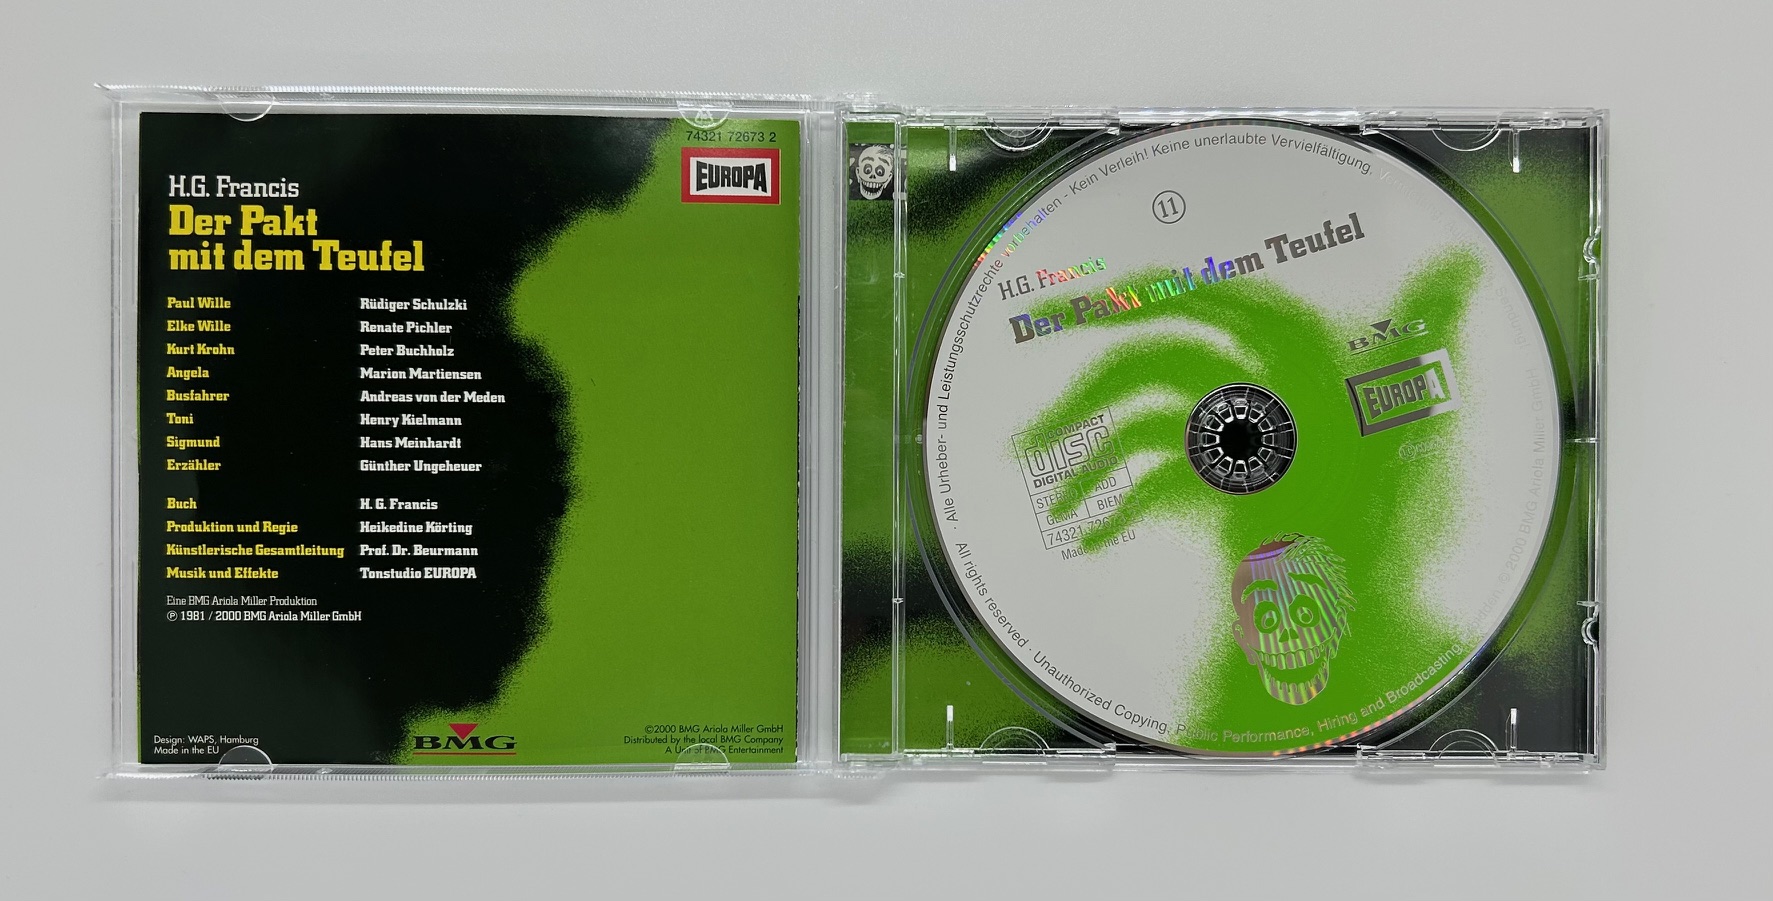 74321 72673 2
EUROPA
H.G. Francis
Der Pakt
mit dem Teufel
Paul Wille Rüdiger Schulzki
Elke Wille Renate Pichler
Kurt Krohn Peter Buchholz
Angela Marion Martiensen
Busfahrer Andreas von der Meden
Toni Henry Kielmann
Sigmund Hans Meinhardt
Erzähler Günther Ungeheuer
Buch H. G. Francis
Produktion und Regie Heikedine Körting
Künstlerische Gesamtleitung Prof. Dr. Beurmann
Musik und Effekte Tonstudio EUROPA
Eine BMG Ariola Miller Produktion
℗ 1981 / 2000 BMG Ariola Miller GmbH
Design: WAPS, Hamburg
Made in the EU
BMG
©2000 BMG Ariola Miller GmbH
Distributed by the local BMG Company
A Unit of BMG Entertainment
· Alle Urheber- und Leistungsschutzrechte vorbehalten - Kein Verleih! Keine unerlaubte Vervielfältigung.
11
H.G. Francis
Der Pakt mit dem Teufel
BMG
EUROPA
COMPACT
DISC
DIGITAL AUDIO
STEREO ADD
GEMA BIEM
74321
Made in the EU
2000 BMG Ariola Miller GmbH
All rights reserved · Unauthorized Copying, Public Performance, Hiring and Broadcasting